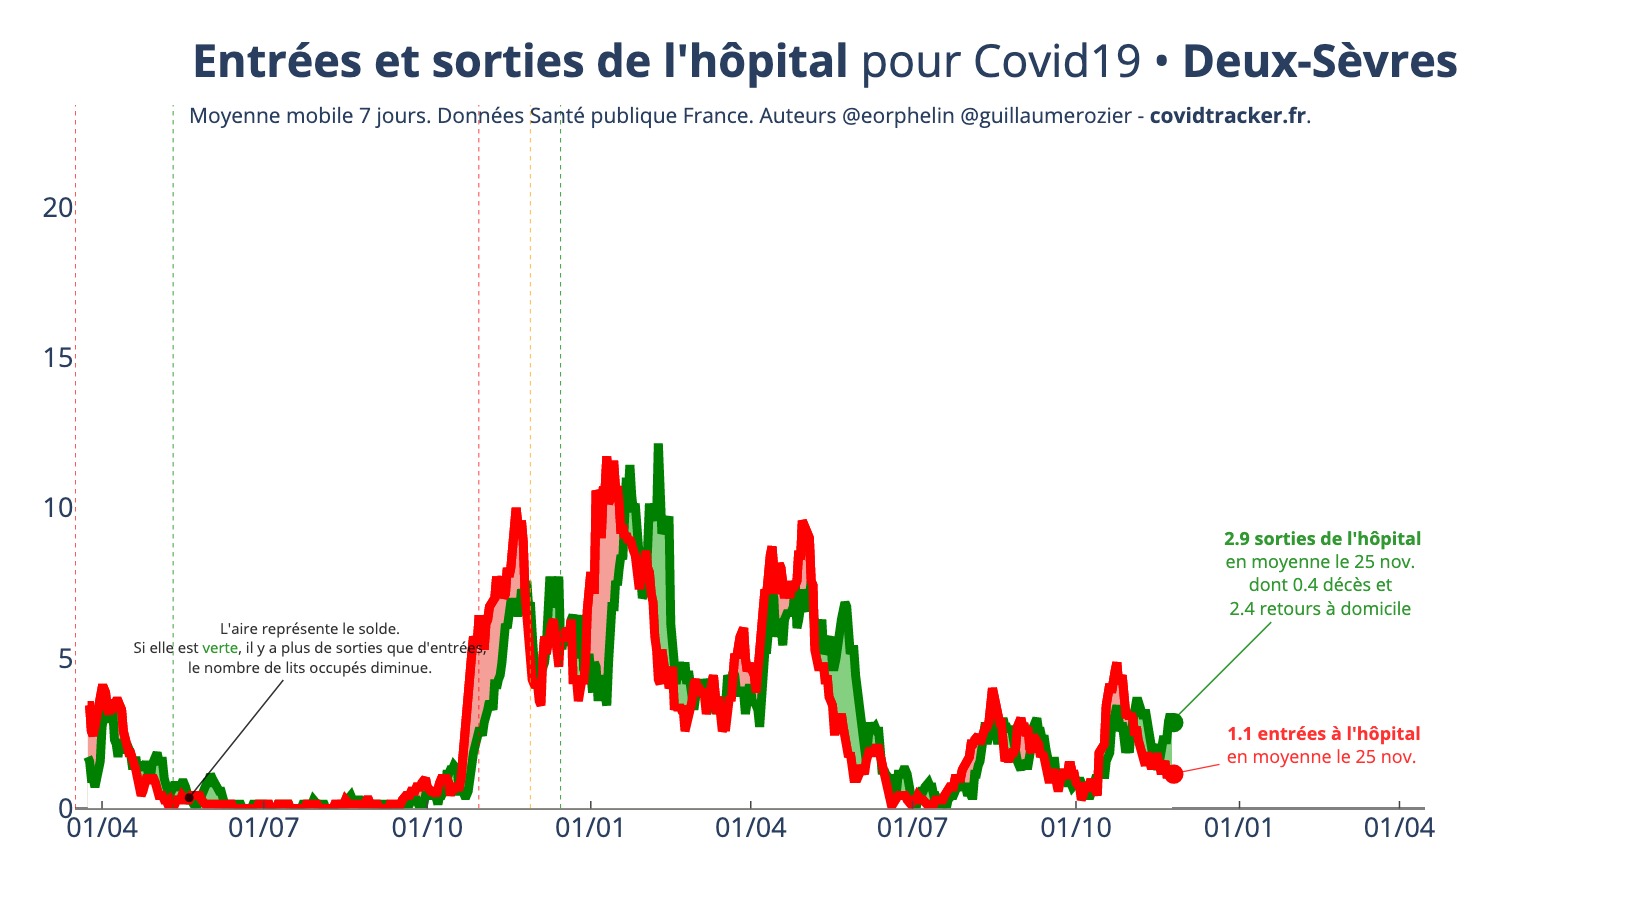 Entrées et sorties de l'hôpital pour Covid19 • Deux-Sèvres
Moyenne mobile 7 jours. Données Santé publique France. Auteurs @eorphelin @guillaumerozier - covidtracker.fr.
20
15
10
5
0
L'aire représente le solde.
Si elle est verte, il y a plus de sorties que d'entrées,
le nombre de lits occupés diminue.
2.9 sorties de l'hôpital
en moyenne le 25 nov.
dont 0.4 décès et
2.4 retours à domicile
1.1 entrées à l'hôpital
en moyenne le 25 nov.
01/04 01/07 01/10 01/01 01/04 01/07 01/10 01/01 01/04